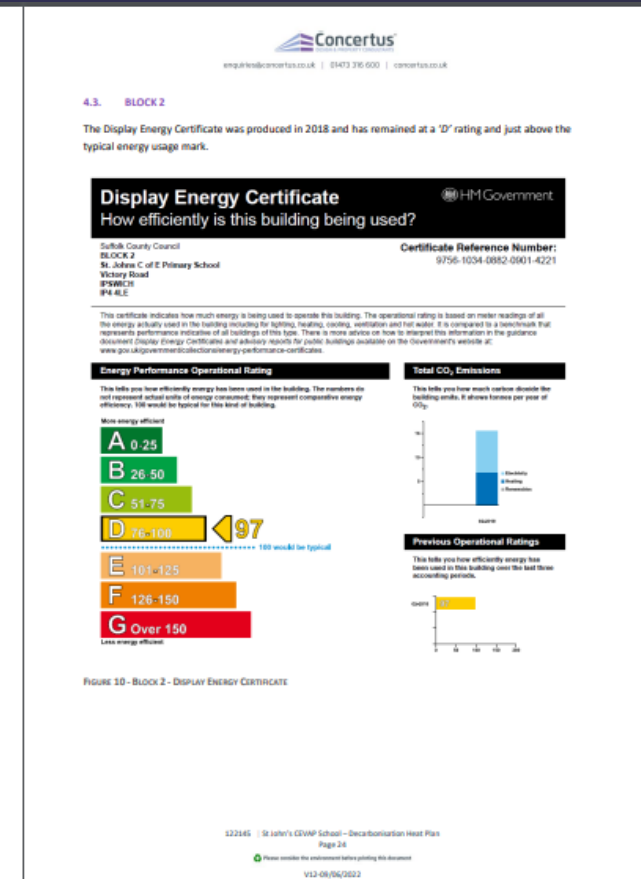 Concertus
DESIGN & PROPERTY CONSULTANTS
enquiries@concertus.co.uk | 01473 316 600 | concertus.co.uk
4.3. BLOCK 2
The Display Energy Certificate was produced in 2018 and has remained at a 'D' rating and just above the
typical energy usage mark.
Display Energy Certificate
How efficiently is this building being used?
HM Government
Suffolk County Council
BLOCK 2
St. Johns C of E Primary School
Victory Road
IPSWICH
IP4 4LE
Certificate Reference Number:
9756-1034-0882-0901-4221
This certificate indicates how much energy is being used to operate this building. The operational rating is based on meter readings of all
the energy actually used in the building including for lighting, heating, cooling, ventilation and hot water. It is compared to a benchmark that
represents performance indicative of all buildings of this type. There is more advice on how to interpret this information in the guidance
document Display Energy Certificates and advisory reports for public buildings available on the Government's website at:
www.gov.uk/government/collections/energy-performance-certificates.
Energy Performance Operational Rating
This tells you how efficiently energy has been used in the building. The numbers do
not represent actual units of energy consumed; they represent comparative energy
efficiency. 100 would be typical for this kind of building.
More energy efficient
A 0-25
B 26-50
C 51-75
D 76-100
97
100 would be typical
E 101-125
F 126-150
G Over 150
Less energy efficient
Total CO2 Emissions
This tells you how much carbon dioxide the
building emits. It shows tonnes per year of
CO2.
15
10
5
Electricity
Heating
Renewables
Previous Operational Ratings
This tells you how efficiently energy has
been used in this building over the last three
accounting periods.
0 50 100 150 200
FIGURE 10 - BLOCK 2 - DISPLAY ENERGY CERTIFICATE
122145 | St John's CEVAP School – Decarbonisation Heat Plan
Page 24
Please consider the environment before printing this document
V12-09/06/2022